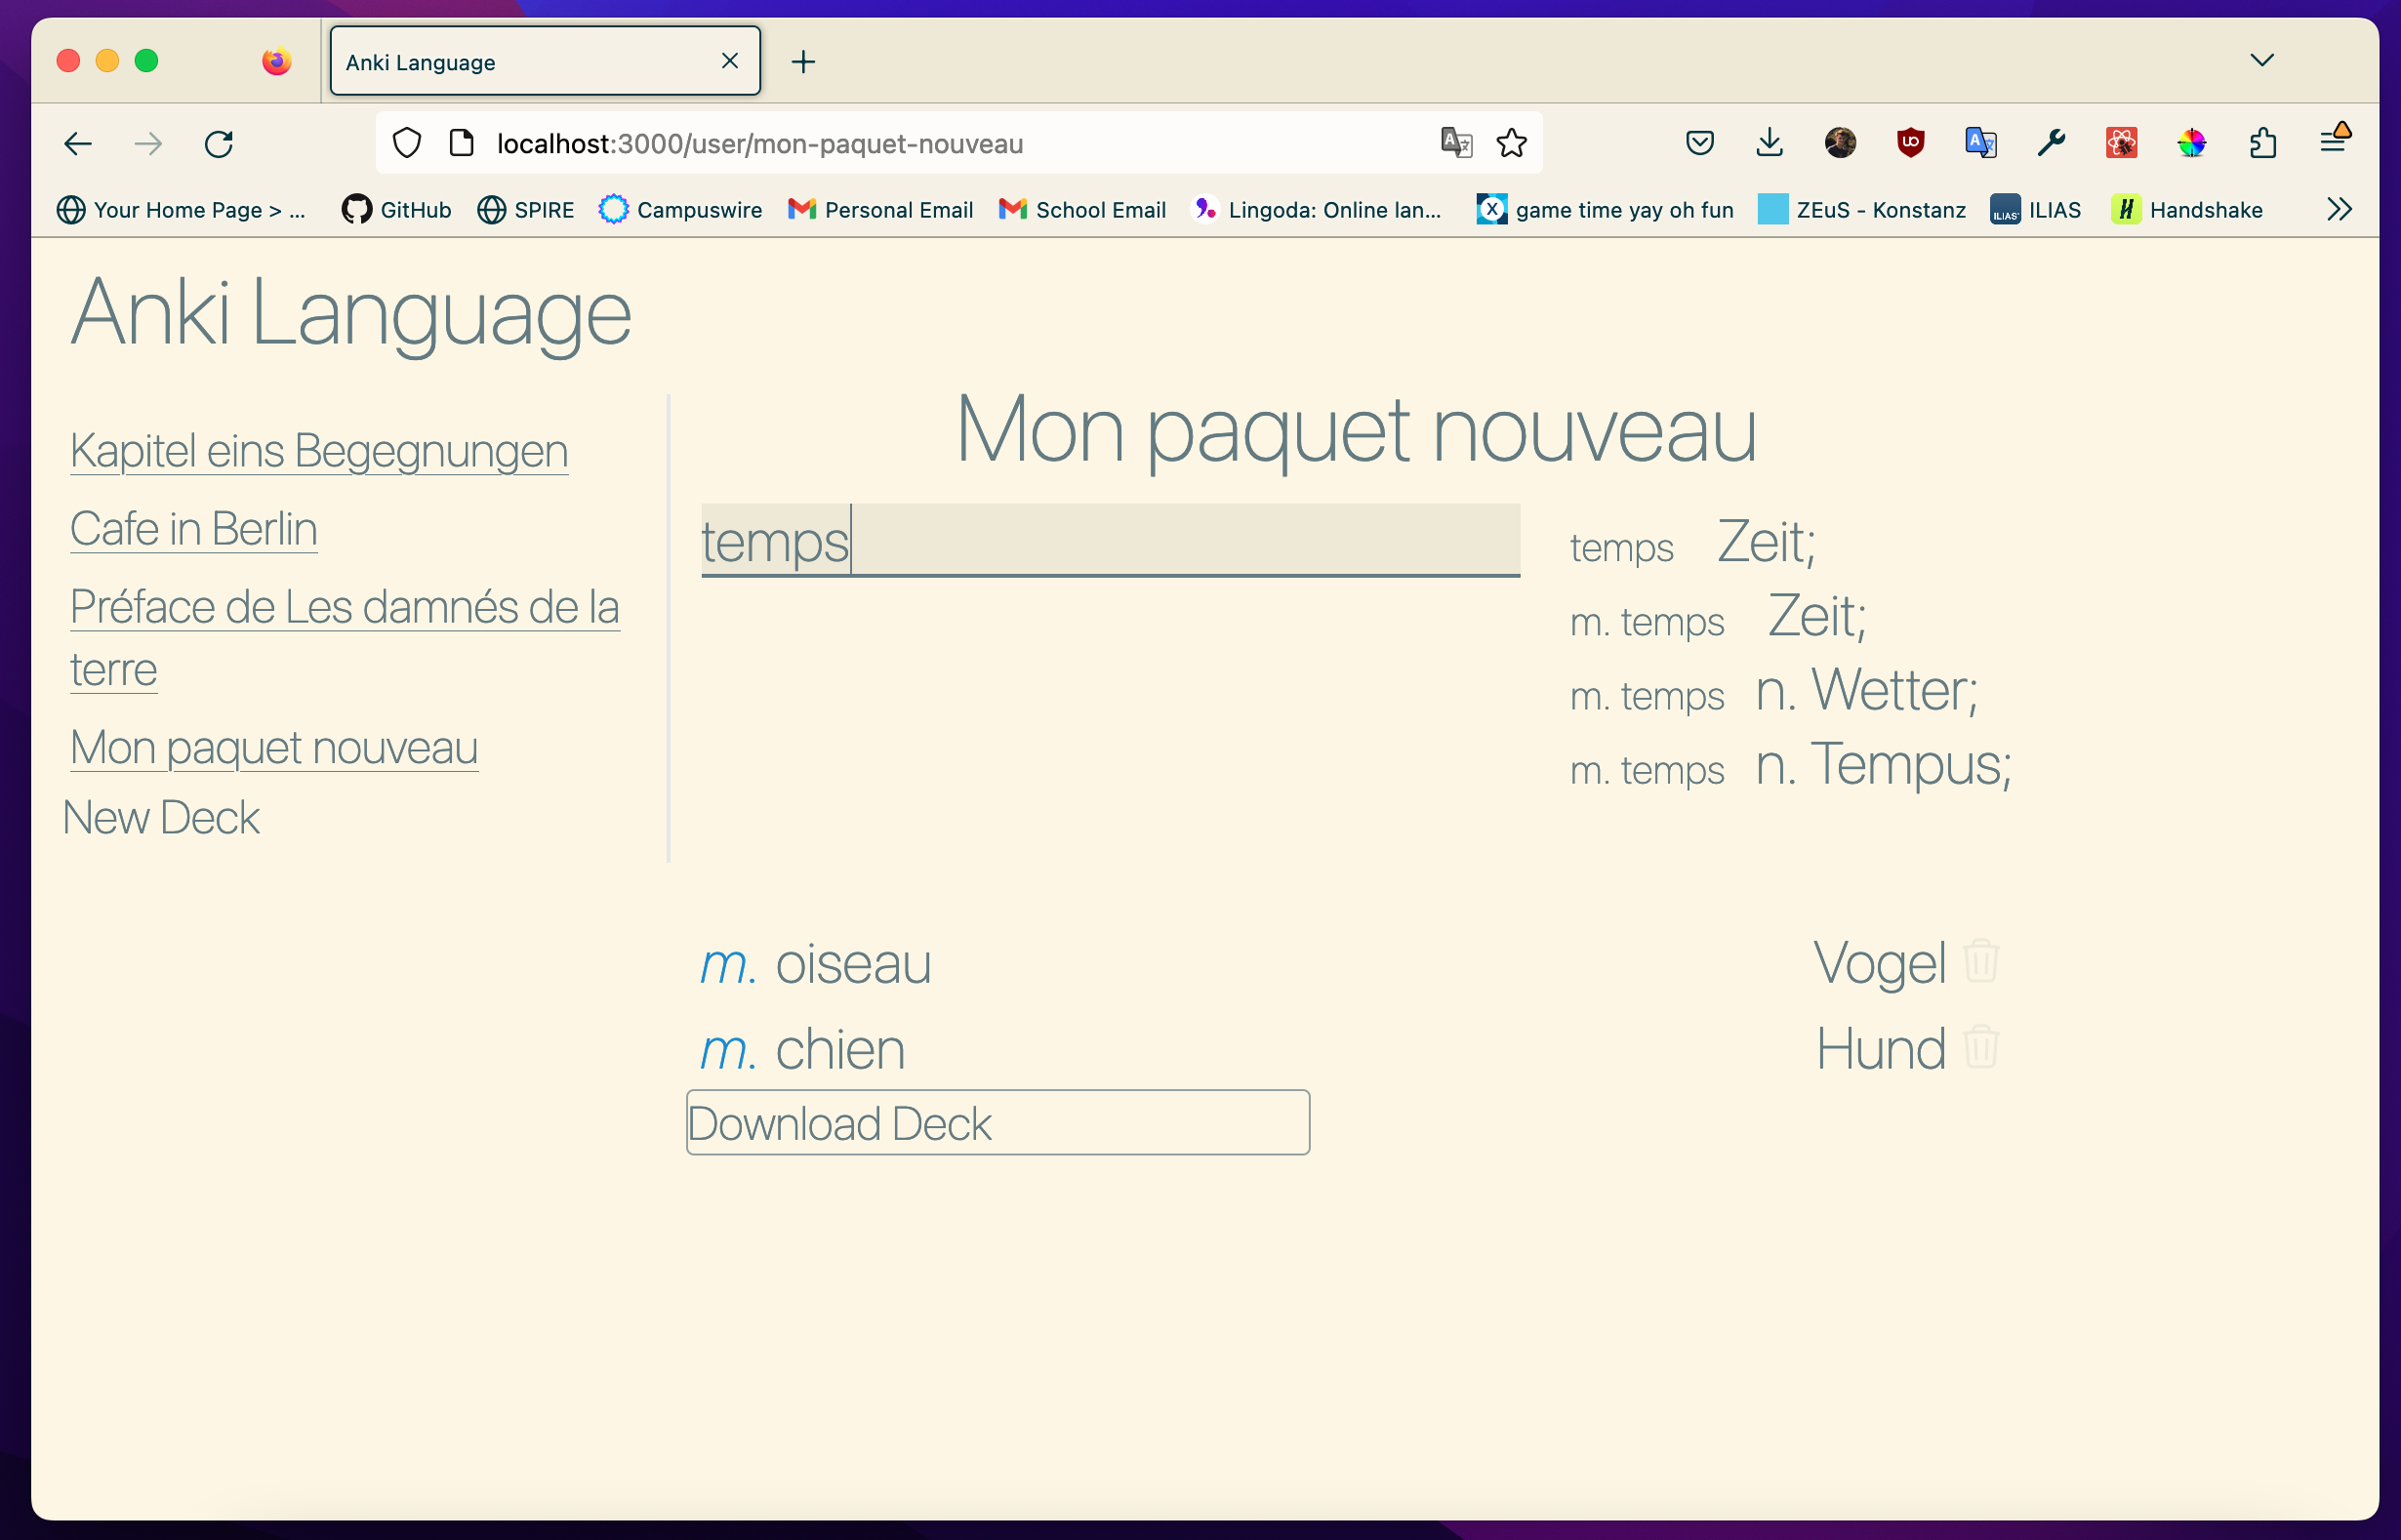 Anki Language
localhost:3000/user/mon-paquet-nouveau
Your Home Page > ... GitHub SPIRE Campuswire Personal Email School Email Lingoda: Online lan... game time yay oh fun ZEuS - Konstanz ILIAS Handshake
Anki Language
Kapitel eins Begegnungen
Cafe in Berlin
Préface de Les damnés de la
terre
Mon paquet nouveau
New Deck
Mon paquet nouveau
temps
temps Zeit;
m. temps Zeit;
m. temps n. Wetter;
m. temps n. Tempus;
m. oiseau Vogel
m. chien Hund
Download Deck